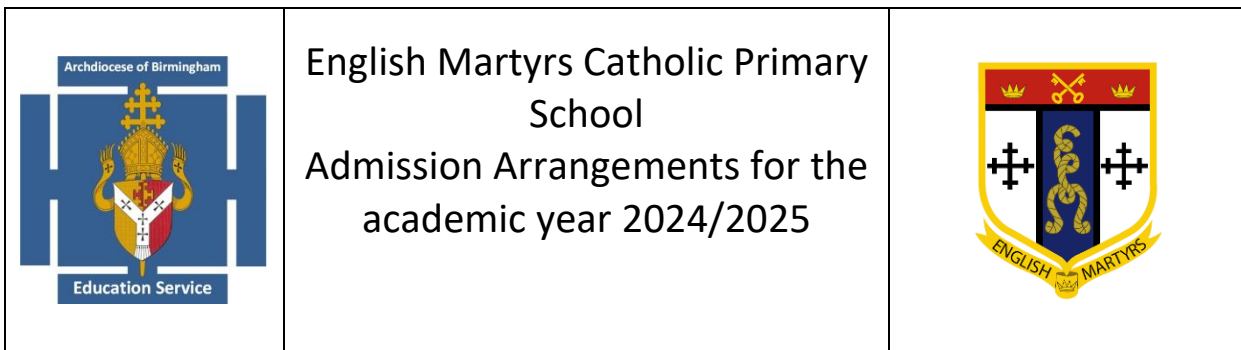 Archdiocese of Birmingham
Education Service
English Martyrs Catholic Primary
School
Admission Arrangements for the
academic year 2024/2025
ENGLISH MARTYRS